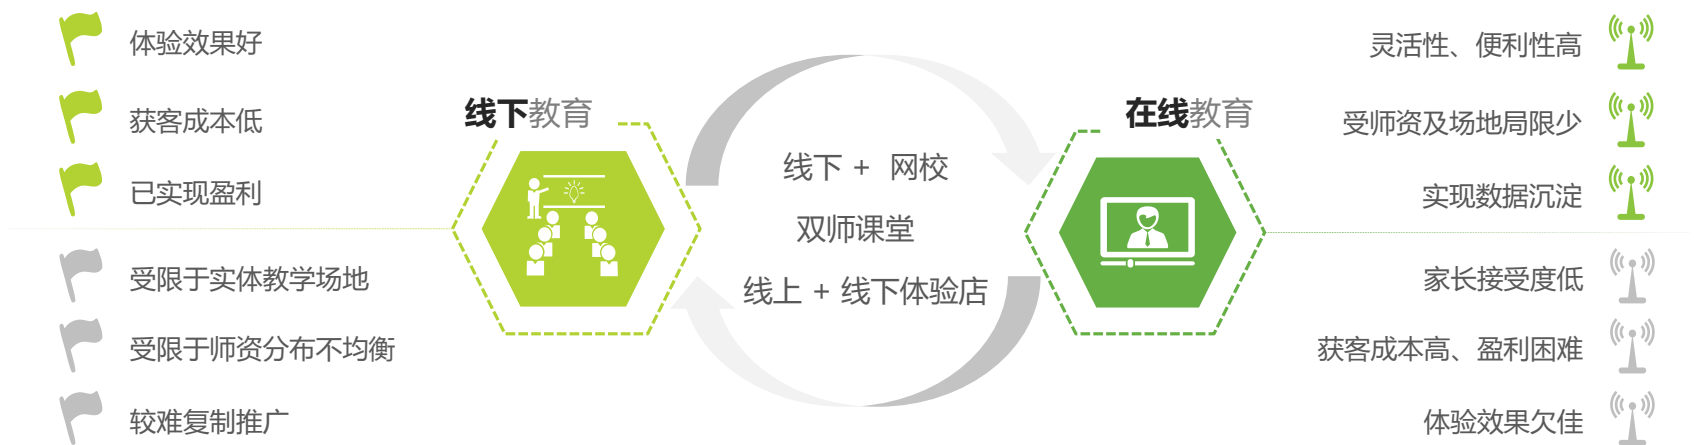 体验效果好
获客成本低
已实现盈利
受限于实体教学场地
受限于师资分布不均衡
较难复制推广
线下教育
线下 + 网校
双师课堂
线上 + 线下体验店
在线教育
灵活性、便利性高
受师资及场地局限少
实现数据沉淀
家长接受度低
获客成本高、盈利困难
体验效果欠佳